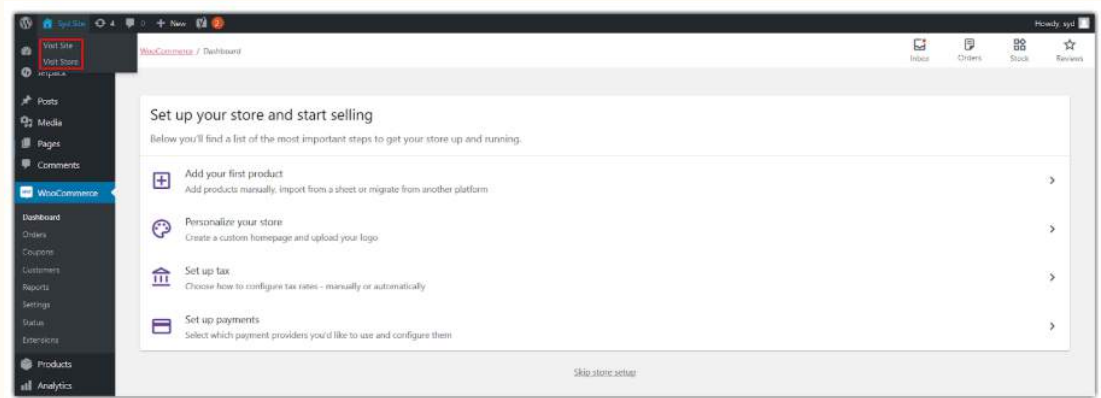 Syd Site 4 0 + New 2 Howdy, syd
Visit Site
Visit Store
Jetpack
Posts
Media
Pages
Comments
WooCommerce
Dashboard
Orders
Coupons
Customers
Reports
Settings
Status
Extensions
Products
Analytics
WooCommerce / Dashboard
Inbox
Orders
Stock
Reviews
Set up your store and start selling
Below you'll find a list of the most important steps to get your store up and running.
Add your first product
Add products manually, import from a sheet or migrate from another platform
Personalize your store
Create a custom homepage and upload your logo
Set up tax
Choose how to configure tax rates - manually or automatically
Set up payments
Select which payment providers you'd like to use and configure them
Skip store setup